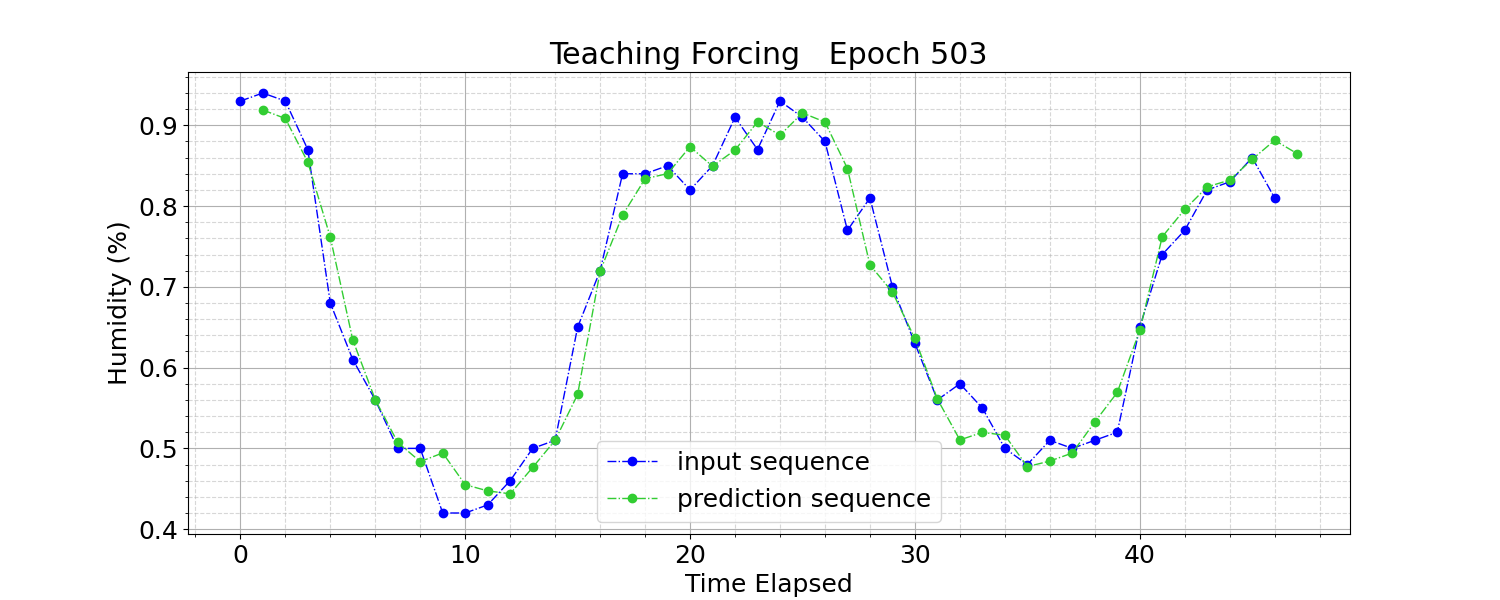 Teaching Forcing   Epoch 503
Humidity (%)
0.9
0.8
0.7
0.6
0.5
0.4
input sequence
prediction sequence
0 10 20 30 40
Time Elapsed